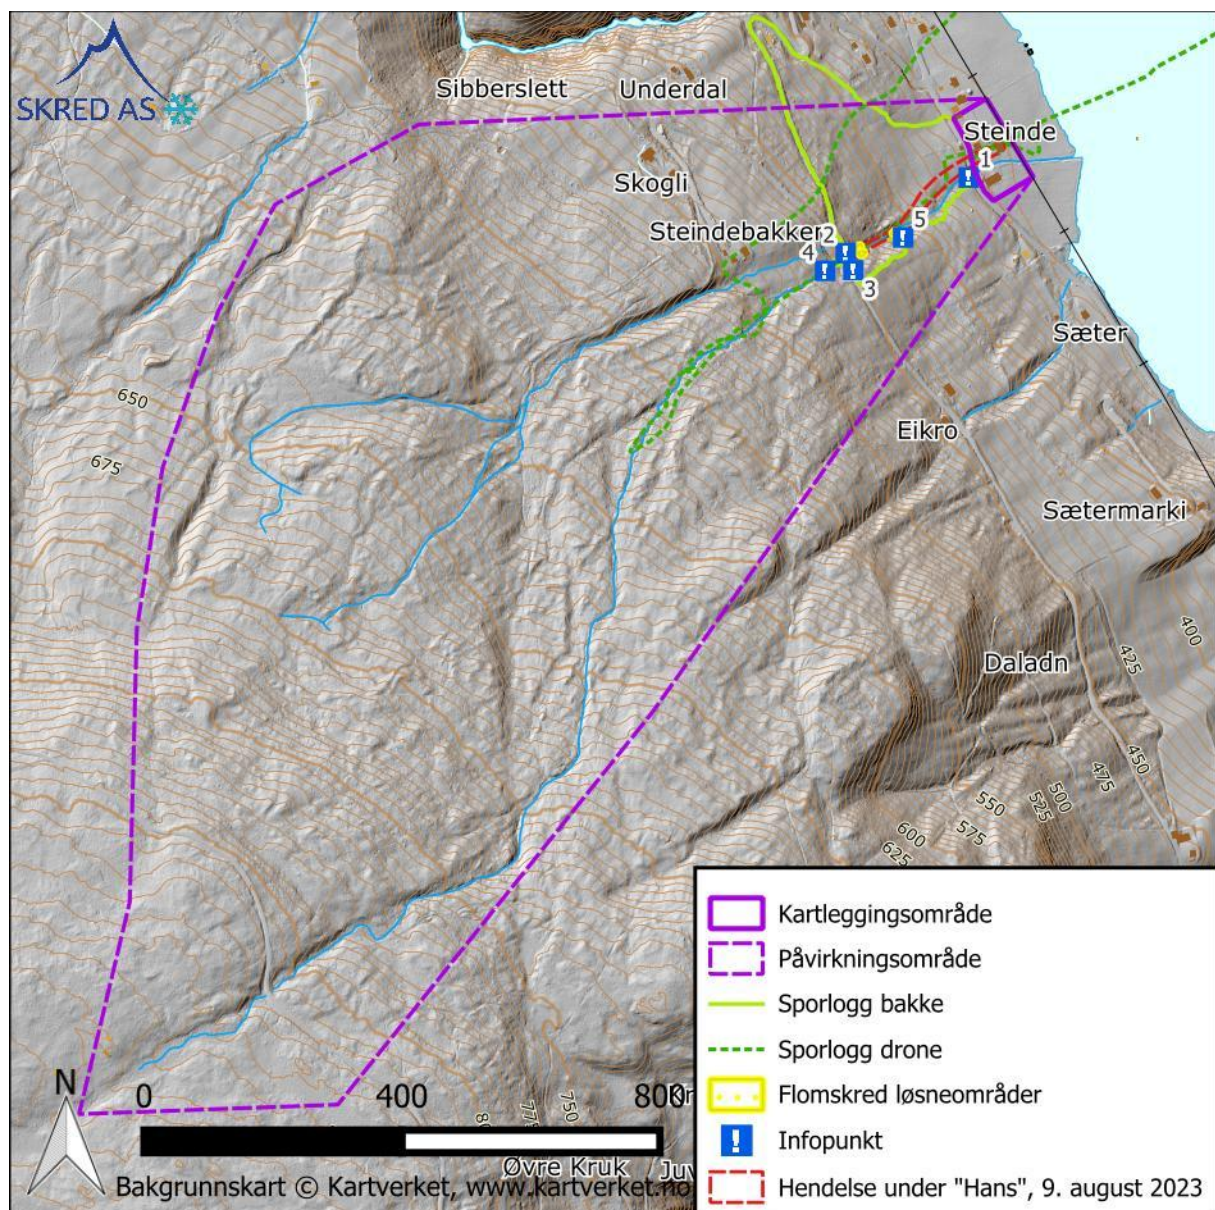 SKRED AS
Sibberslett
Underdal
Steinde
1
Skogli
Steindebakker
2
5
4
3
Sæter
650
675
Eikro
Sætermarki
Daladn
400
425
450
475
500
525
550
575
600
625
Kartleggingsområde
Påvirkningsområde
Sporlogg bakke
Sporlogg drone
Flomskred løsneområder
Infopunkt
Hendelse under "Hans", 9. august 2023
N
0 400 800
750
775
Øvre Kruk
Bakgrunnskart © Kartverket, www.kartverket.no